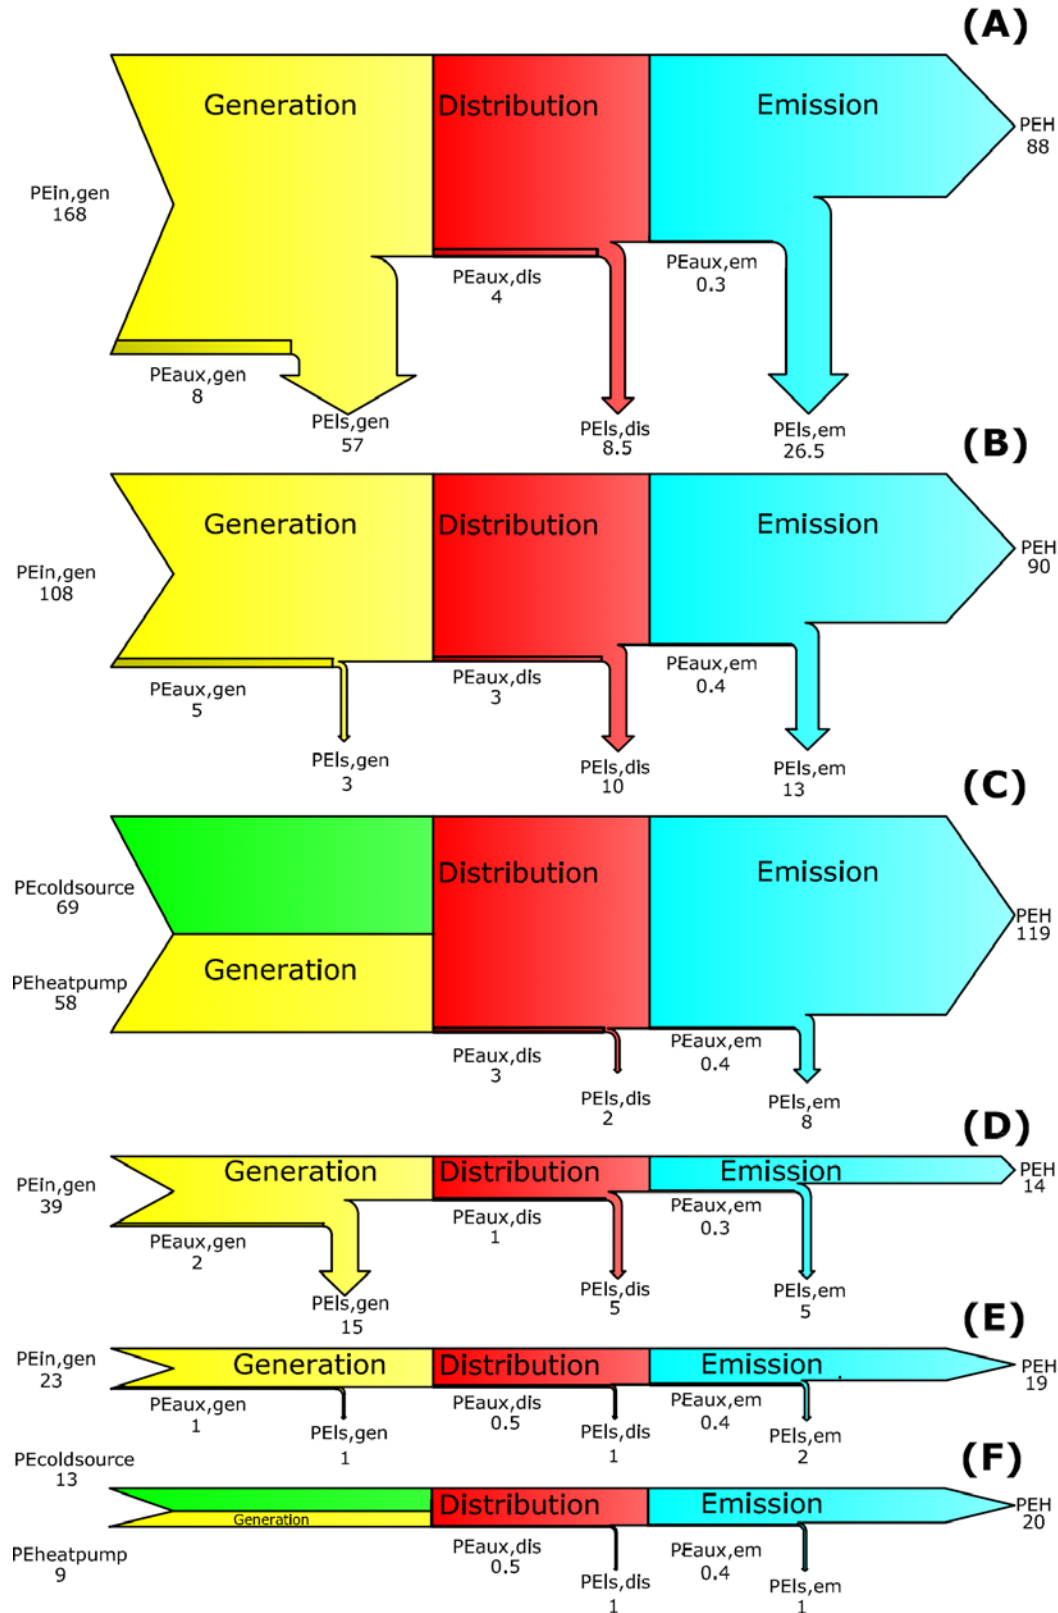 (A)
Generation
Distribution
Emission
PEH
88
PEin,gen
168
PEaux,dis
4
PEaux,em
0.3
PEaux,gen
8
PEls,gen
57
PEls,dis
8.5
PEls,em
26.5
(B)
Generation
Distribution
Emission
PEH
90
PEin,gen
108
PEaux,gen
5
PEaux,dis
3
PEaux,em
0.4
PEls,gen
3
PEls,dis
10
PEls,em
13
(C)
Distribution
Emission
PEcoldsource
69
PEH
119
Generation
PEheatpump
58
PEaux,dis
3
PEaux,em
0.4
PEls,dis
2
PEls,em
8
(D)
Generation
Distribution
Emission
PEH
14
PEin,gen
39
PEaux,gen
2
PEaux,dis
1
PEaux,em
0.3
PEls,gen
15
PEls,dis
5
PEls,em
5
(E)
PEin,gen
23
Generation
Distribution
Emission
PEH
19
PEaux,gen
1
PEaux,dis
0.5
PEaux,em
0.4
PEls,gen
1
PEls,dis
1
PEls,em
2
(F)
PEcoldsource
13
Generation
Distribution
Emission
PEH
20
PEheatpump
9
PEaux,dis
0.5
PEaux,em
0.4
PEls,dis
1
PEls,em
1